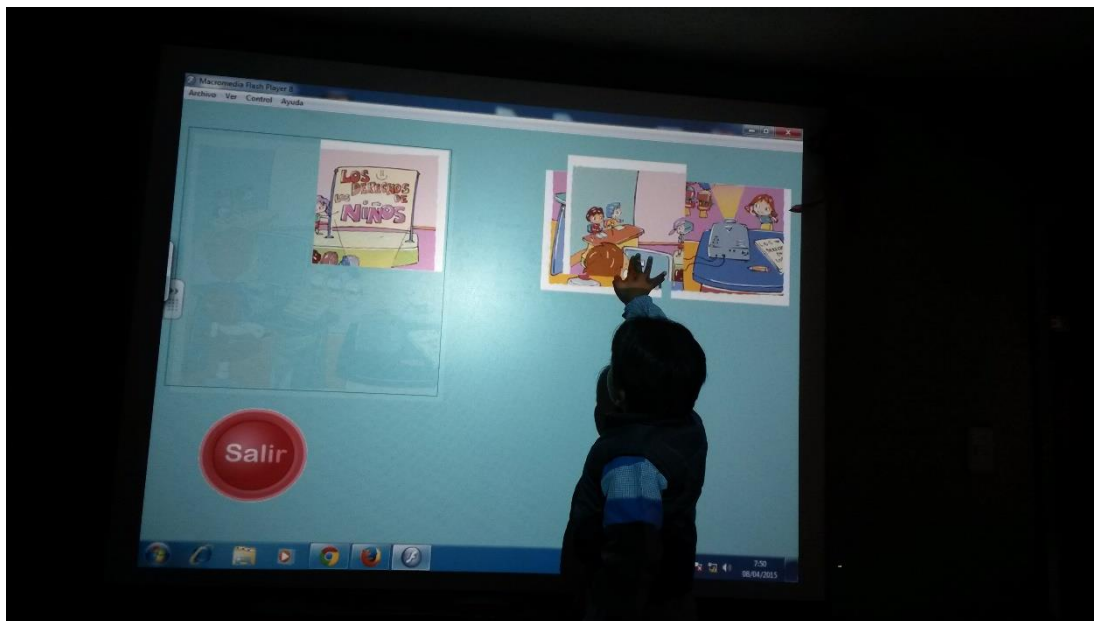 Macromedia Flash Player 8
Archivo Ver Control Ayuda
LOS
DERECHOS
DE
LOS
NIÑOS
Salir
7:50
08/04/2015